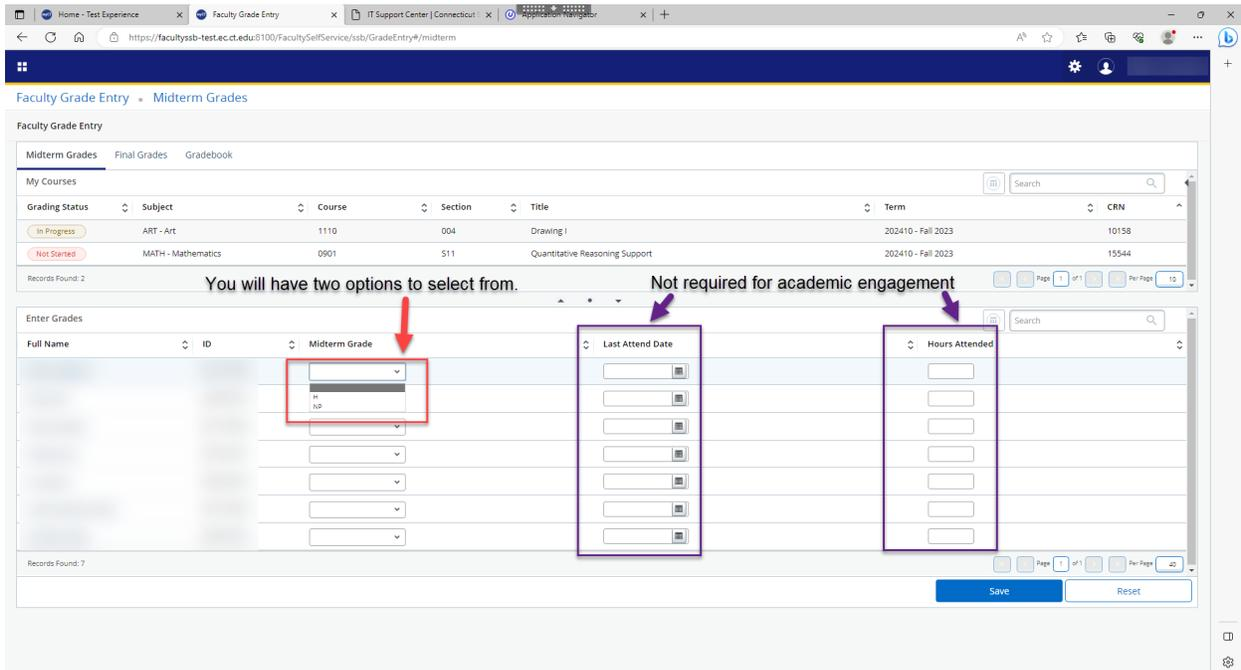 Home - Test Experience
Faculty Grade Entry
IT Support Center | Connecticut
Application Navigator
https://facultyssb-test.ec.ct.edu:8100/FacultySelfService/ssb/GradeEntry#/midterm
Faculty Grade Entry • Midterm Grades
Faculty Grade Entry
Midterm Grades Final Grades Gradebook
My Courses Search
Grading Status Subject Course Section Title Term CRN
In Progress ART - Art 1110 004 Drawing I 202410 - Fall 2023 10158
Not Started MATH - Mathematics 0901 S11 Quantitative Reasoning Support 202410 - Fall 2023 15544
Records Found: 2 Page 1 of 1 Per Page 10
You will have two options to select from. Not required for academic engagement
Enter Grades Search
Full Name ID Midterm Grade Last Attend Date Hours Attended
H
NP
Records Found: 7 Page 1 of 1 Per Page 40
Save Reset